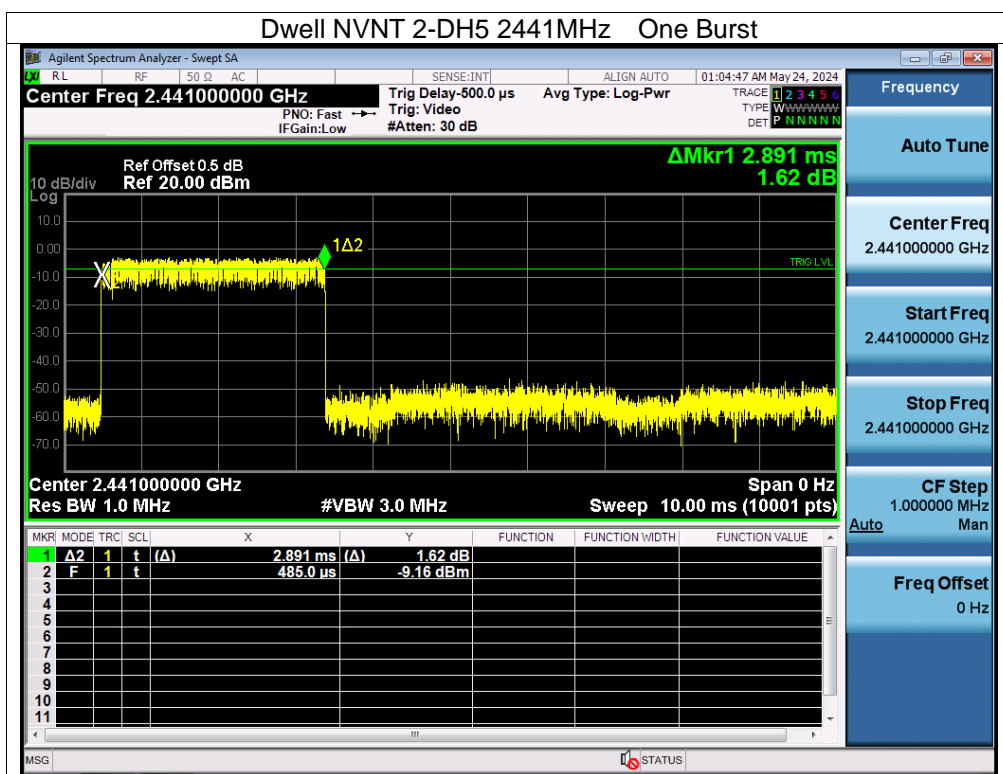 Dwell NVNT 2-DH5 2441MHz One Burst
Agilent Spectrum Analyzer - Swept SA
LXI RL RF 50 Ω AC SENSE:INT ALIGN AUTO 01:04:47 AM May 24, 2024
Center Freq 2.441000000 GHz Trig Delay-500.0 µs Avg Type: Log-Pwr TRACE 1 2 3 4 5 6
PNO: Fast Trig: Video TYPE WWWWWW
IFGain:Low #Atten: 30 dB DET P N N N N N
ΔMkr1 2.891 ms
1.62 dB
Ref Offset 0.5 dB
10 dB/div Ref 20.00 dBm
Log
10.0
0.00
-10.0
-20.0
-30.0
-40.0
-50.0
-60.0
-70.0
1Δ2
TRIG LVL
Center 2.441000000 GHz Span 0 Hz
Res BW 1.0 MHz #VBW 3.0 MHz Sweep 10.00 ms (10001 pts)
MKR MODE TRC SCL X Y FUNCTION FUNCTION WIDTH FUNCTION VALUE
1 Δ2 1 t (Δ) 2.891 ms (Δ) 1.62 dB
2 F 1 t 485.0 µs -9.16 dBm
3
4
5
6
7
8
9
10
11
MSG STATUS
Frequency
Auto Tune
Center Freq
2.441000000 GHz
Start Freq
2.441000000 GHz
Stop Freq
2.441000000 GHz
CF Step
1.000000 MHz
Auto Man
Freq Offset
0 Hz